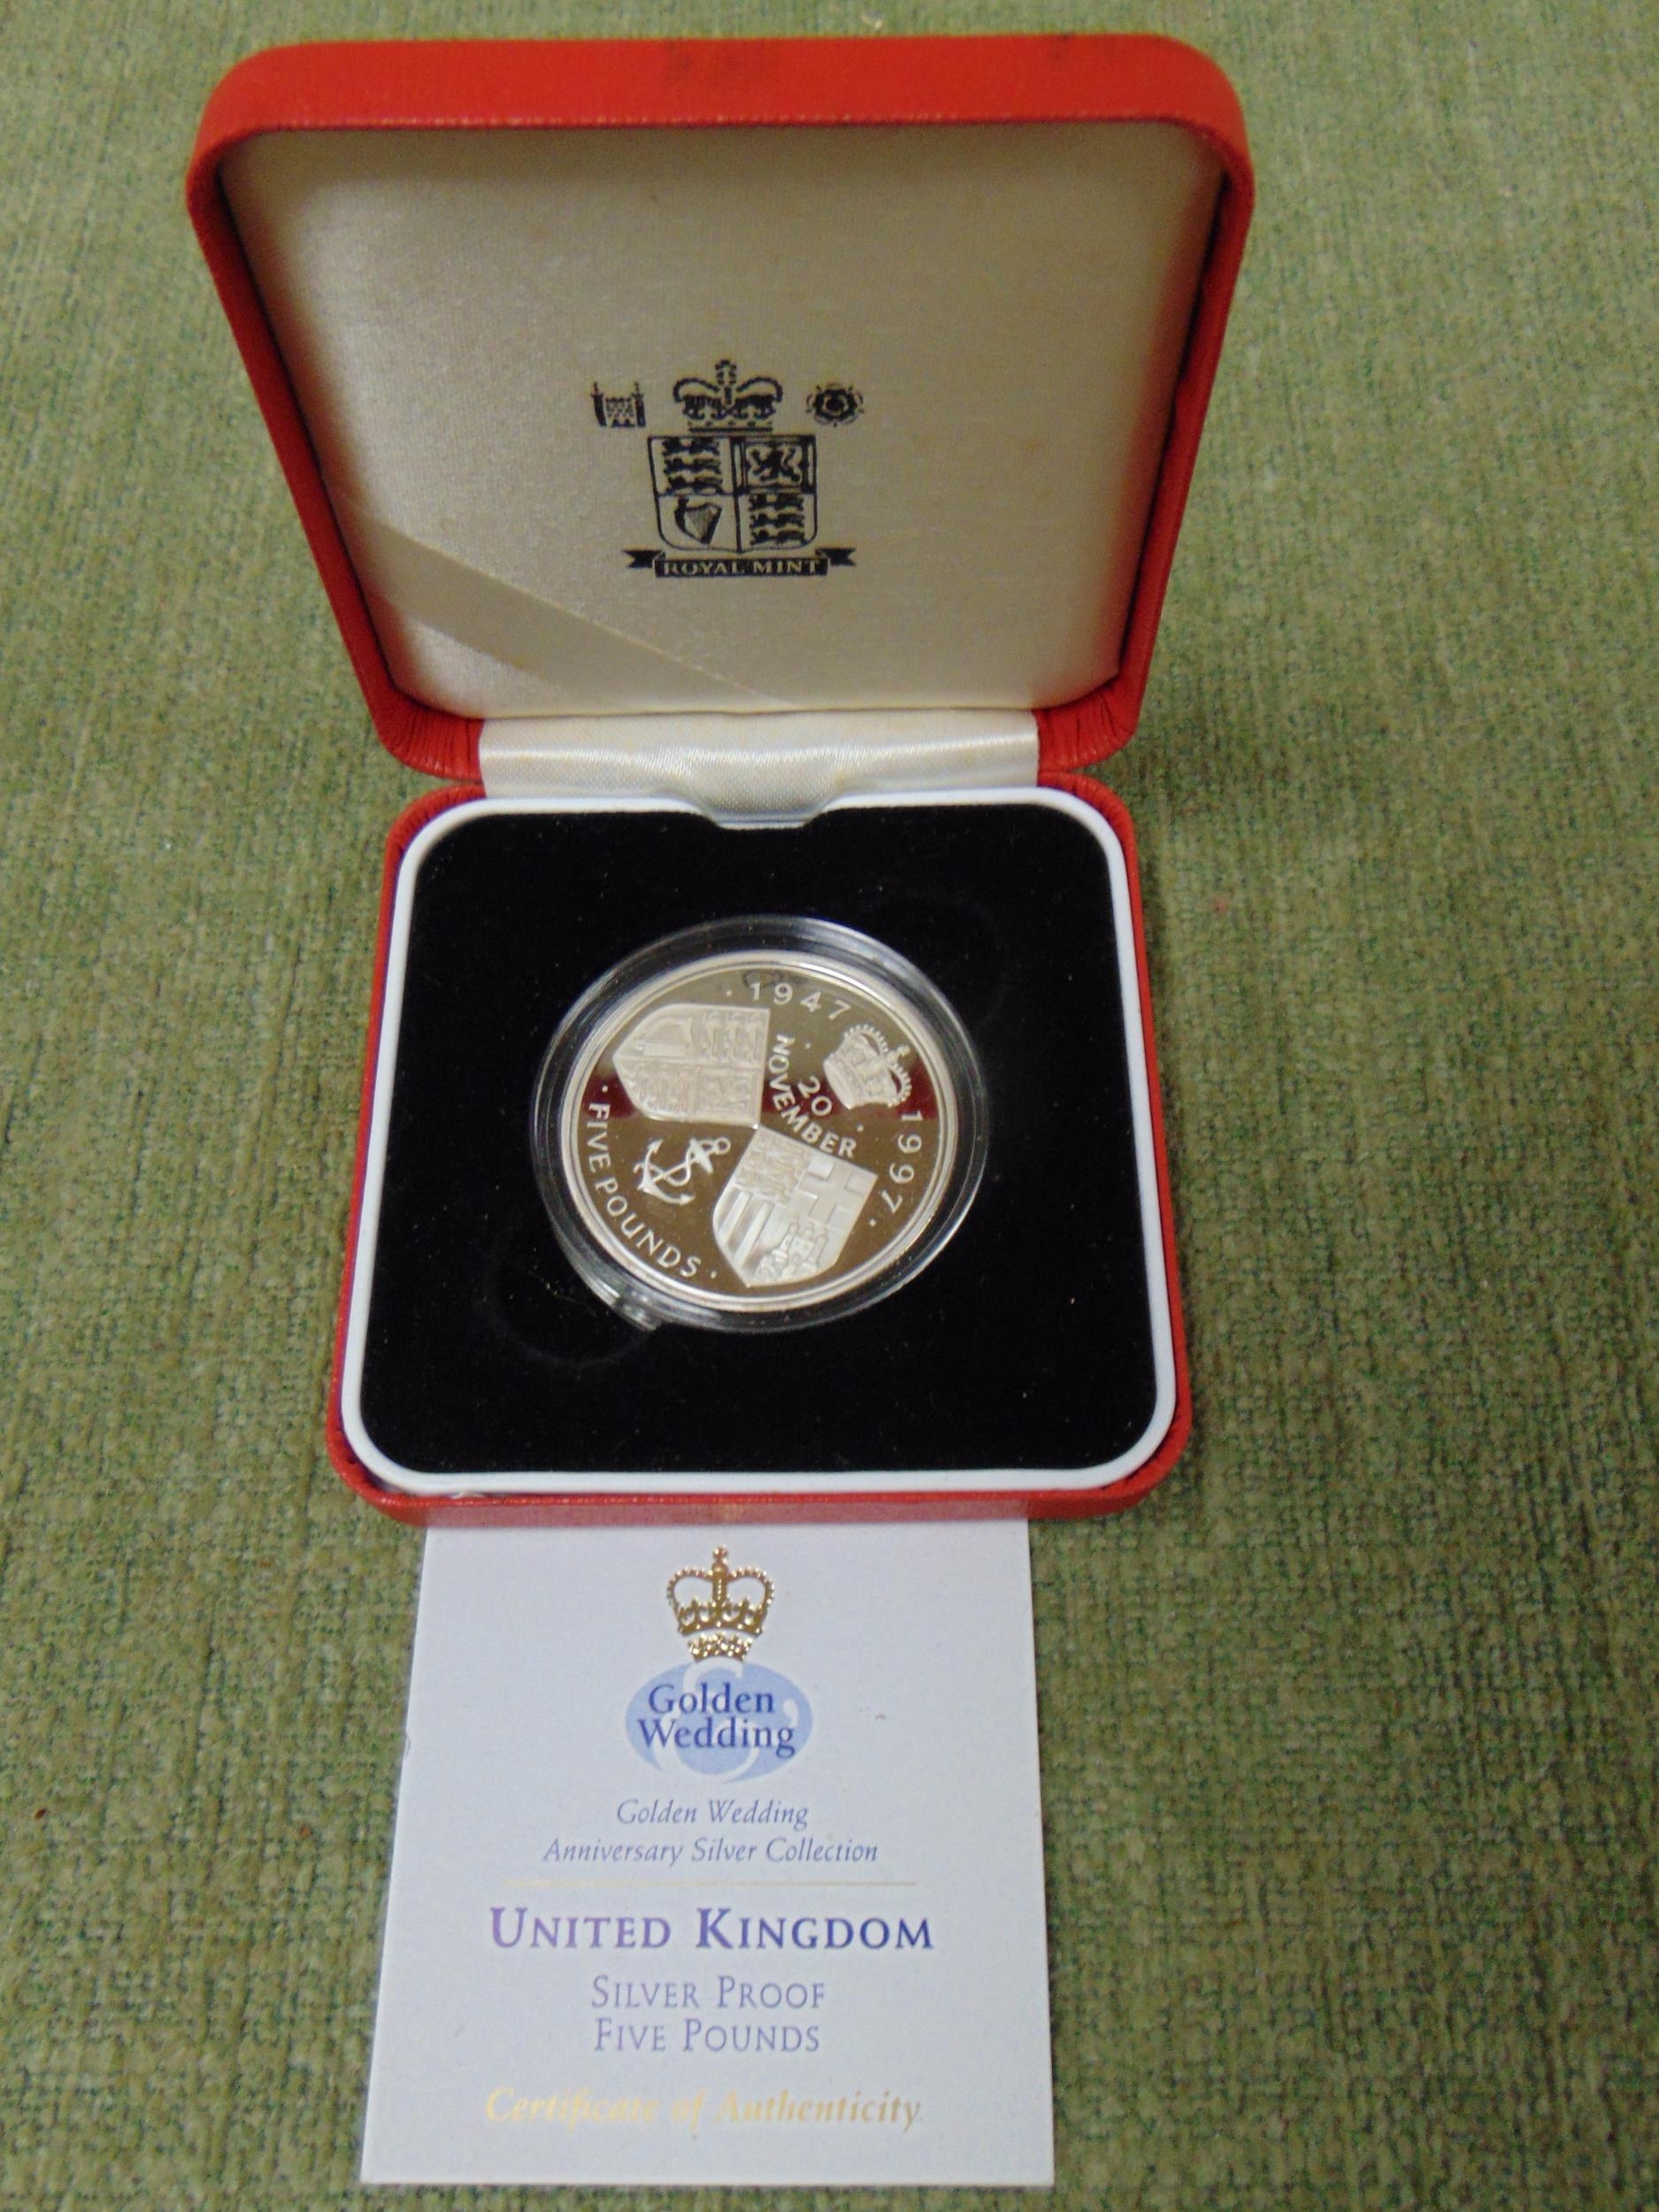 ROYAL MINT
· 1947
1997 ·
20
NOVEMBER
· FIVE POUNDS ·
Golden
Wedding
Golden Wedding
Anniversary Silver Collection
UNITED KINGDOM
SILVER PROOF
FIVE POUNDS
Certificate of Authenticity